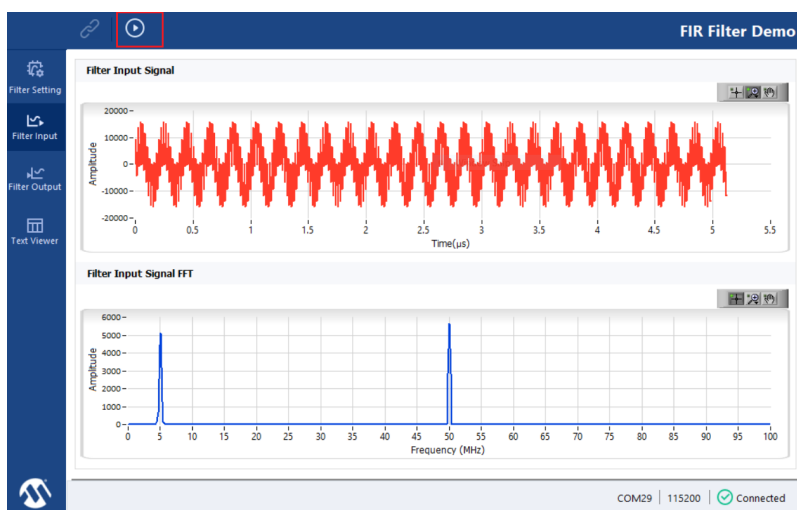 FIR Filter Demo
Filter Setting
Filter Input
Filter Output
Text Viewer
Filter Input Signal
Amplitude
20000
10000
0
-10000
-20000
0 0.5 1 1.5 2 2.5 3 3.5 4 4.5 5 5.5
Time(µs)
Filter Input Signal FFT
Amplitude
6000
5000
4000
3000
2000
1000
0
0 5 10 15 20 25 30 35 40 45 50 55 60 65 70 75 80 85 90 95 100
Frequency (MHz)
COM29 | 115200 | Connected